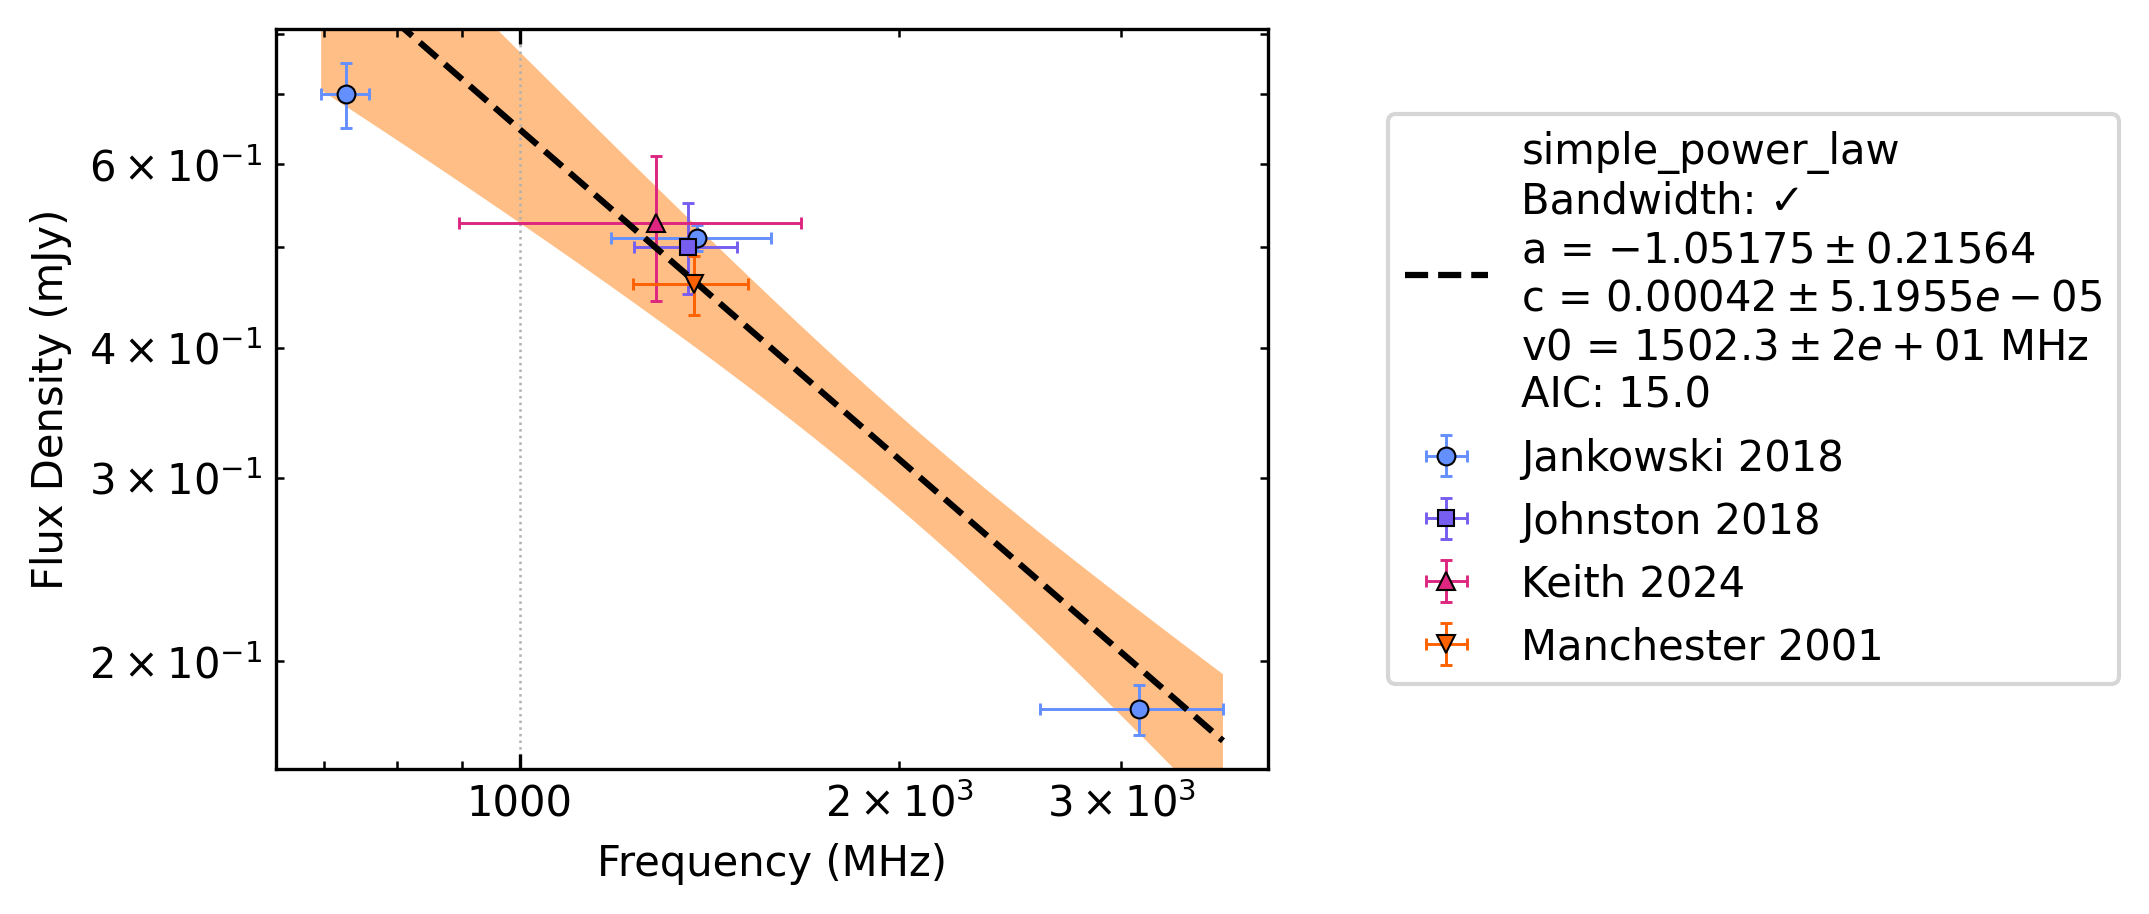 Flux Density (mJy)
6 × 10⁻¹
4 × 10⁻¹
3 × 10⁻¹
2 × 10⁻¹
1000
2 × 10³
3 × 10³
Frequency (MHz)
simple_power_law
Bandwidth: ✓
a = −1.05175 ± 0.21564
c = 0.00042 ± 5.1955e − 05
v0 = 1502.3 ± 2e + 01 MHz
AIC: 15.0
Jankowski 2018
Johnston 2018
Keith 2024
Manchester 2001